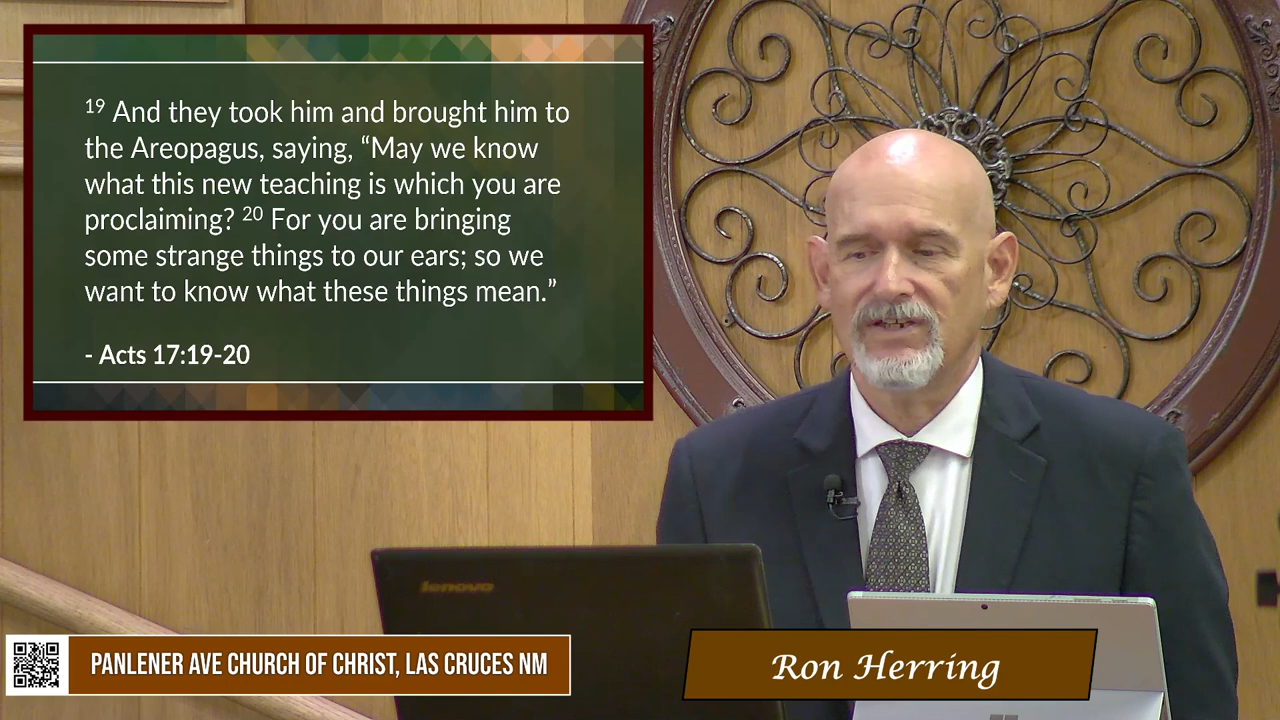 19 And they took him and brought him to
the Areopagus, saying, “May we know
what this new teaching is which you are
proclaiming? 20 For you are bringing
some strange things to our ears; so we
want to know what these things mean.”
- Acts 17:19-20
lenovo
PANLENER AVE CHURCH OF CHRIST, LAS CRUCES NM
Ron Herring